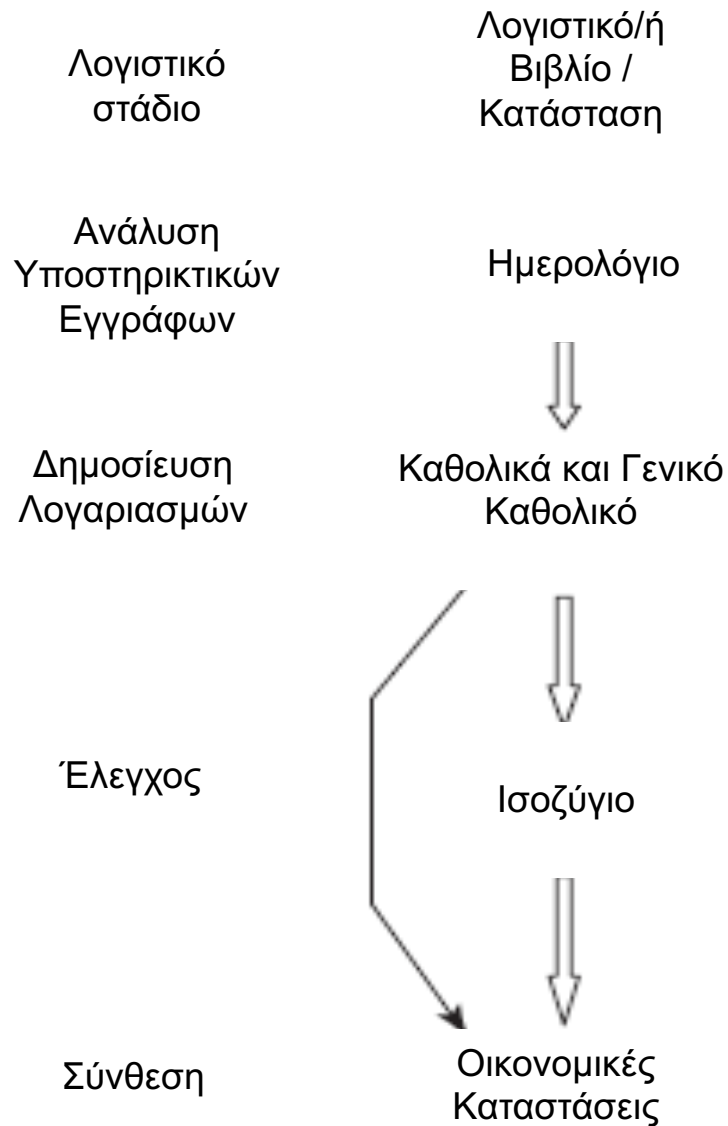 Λογιστικό
στάδιο
Λογιστικό/ή
Βιβλίο /
Κατάσταση
Ανάλυση
Υποστηρικτικών
Εγγράφων
Ημερολόγιο
Δημοσίευση
Λογαριασμών
Καθολικά και Γενικό
Καθολικό
Έλεγχος
Ισοζύγιο
Σύνθεση
Οικονομικές
Καταστάσεις